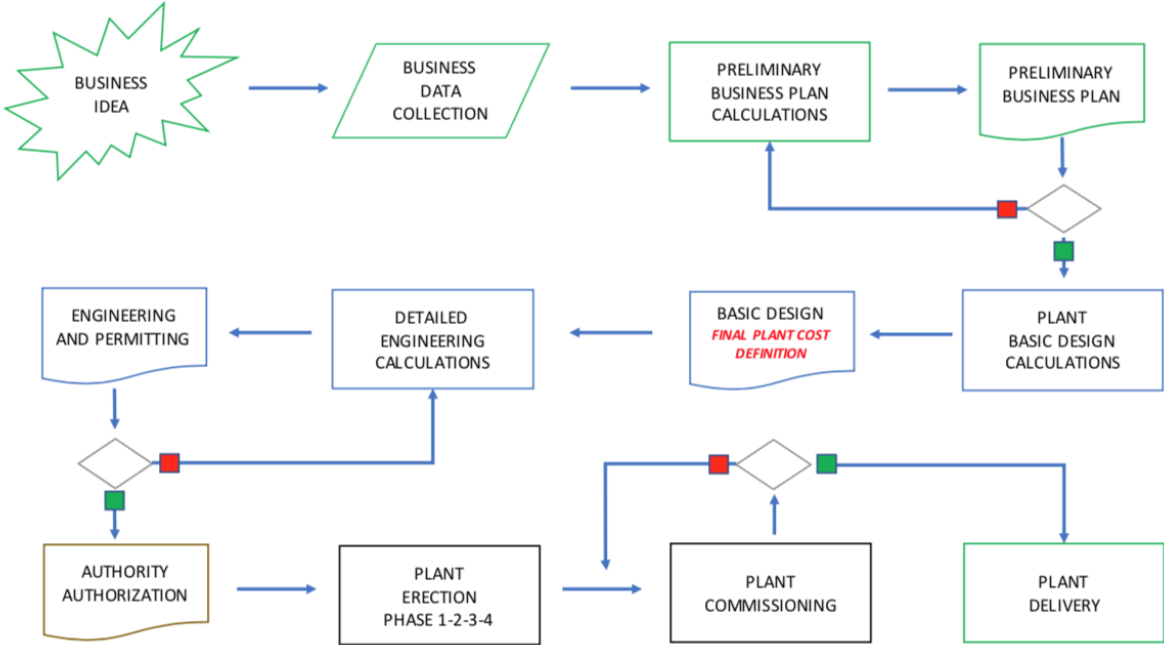 BUSINESS
IDEA
BUSINESS
DATA
COLLECTION
PRELIMINARY
BUSINESS PLAN
CALCULATIONS
PRELIMINARY
BUSINESS PLAN
ENGINEERING
AND PERMITTING
DETAILED
ENGINEERING
CALCULATIONS
BASIC DESIGN
FINAL PLANT COST
DEFINITION
PLANT
BASIC DESIGN
CALCULATIONS
AUTHORITY
AUTHORIZATION
PLANT
ERECTION
PHASE 1-2-3-4
PLANT
COMMISSIONING
PLANT
DELIVERY